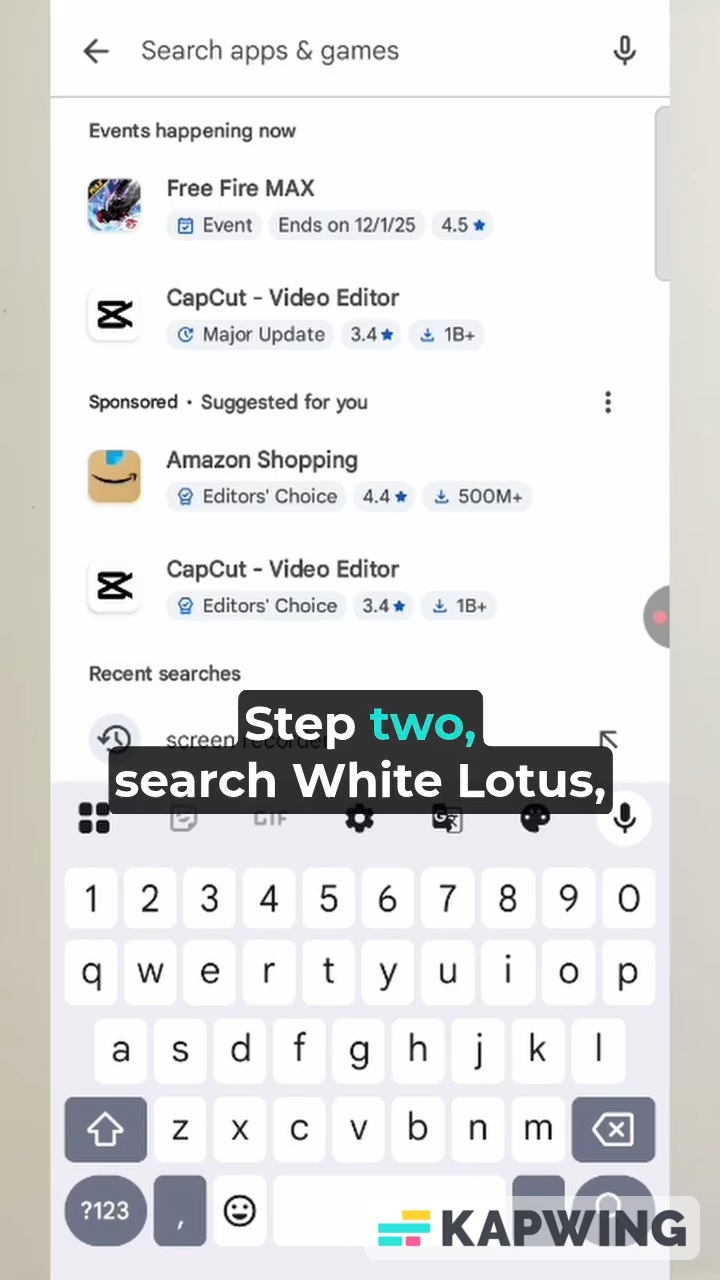 Search apps & games
Events happening now
Free Fire MAX
Event Ends on 12/1/25 4.5
CapCut - Video Editor
Major Update 3.4 1B+
Sponsored • Suggested for you
Amazon Shopping
Editors' Choice 4.4 500M+
CapCut - Video Editor
Editors' Choice 3.4 1B+
Recent searches
screen recorder
Step two,
search White Lotus,
GIF
1 2 3 4 5 6 7 8 9 0
q w e r t y u i o p
a s d f g h j k l
z x c v b n m
?123 ,
KAPWING